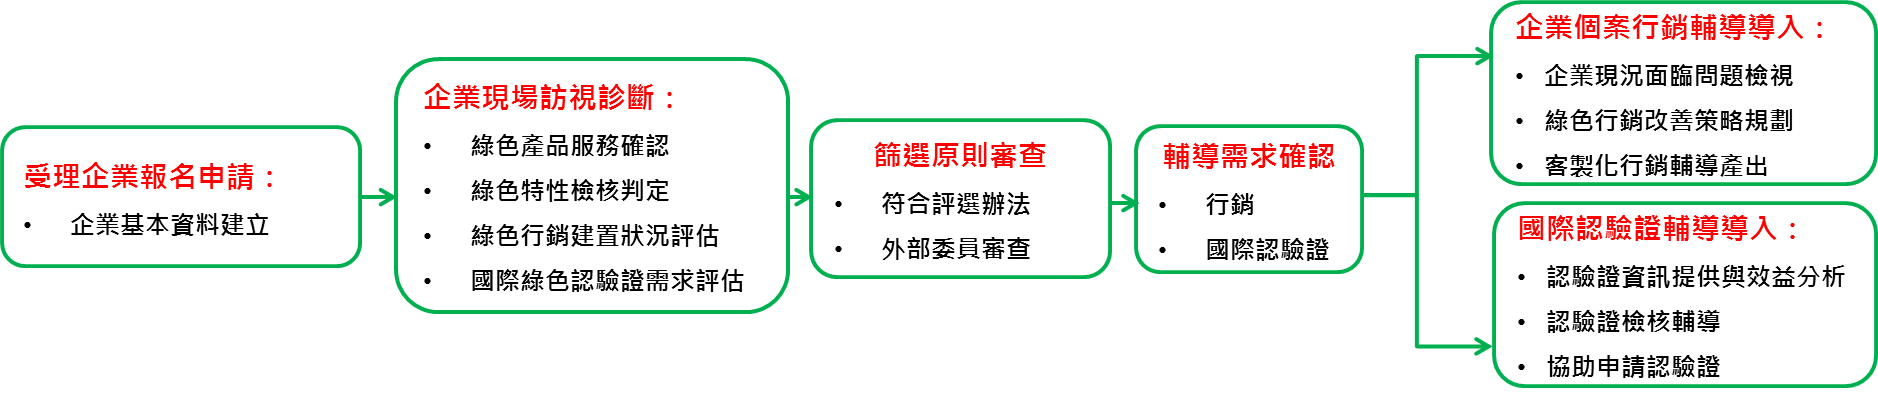 受理企業報名申請：
• 企業基本資料建立
企業現場訪視診斷：
• 綠色產品服務確認
• 綠色特性檢核判定
• 綠色行銷建置狀況評估
• 國際綠色認驗證需求評估
篩選原則審查
• 符合評選辦法
• 外部委員審查
輔導需求確認
• 行銷
• 國際認驗證
企業個案行銷輔導導入：
• 企業現況面臨問題檢視
• 綠色行銷改善策略規劃
• 客製化行銷輔導產出
國際認驗證輔導導入：
• 認驗證資訊提供與效益分析
• 認驗證檢核輔導
• 協助申請認驗證